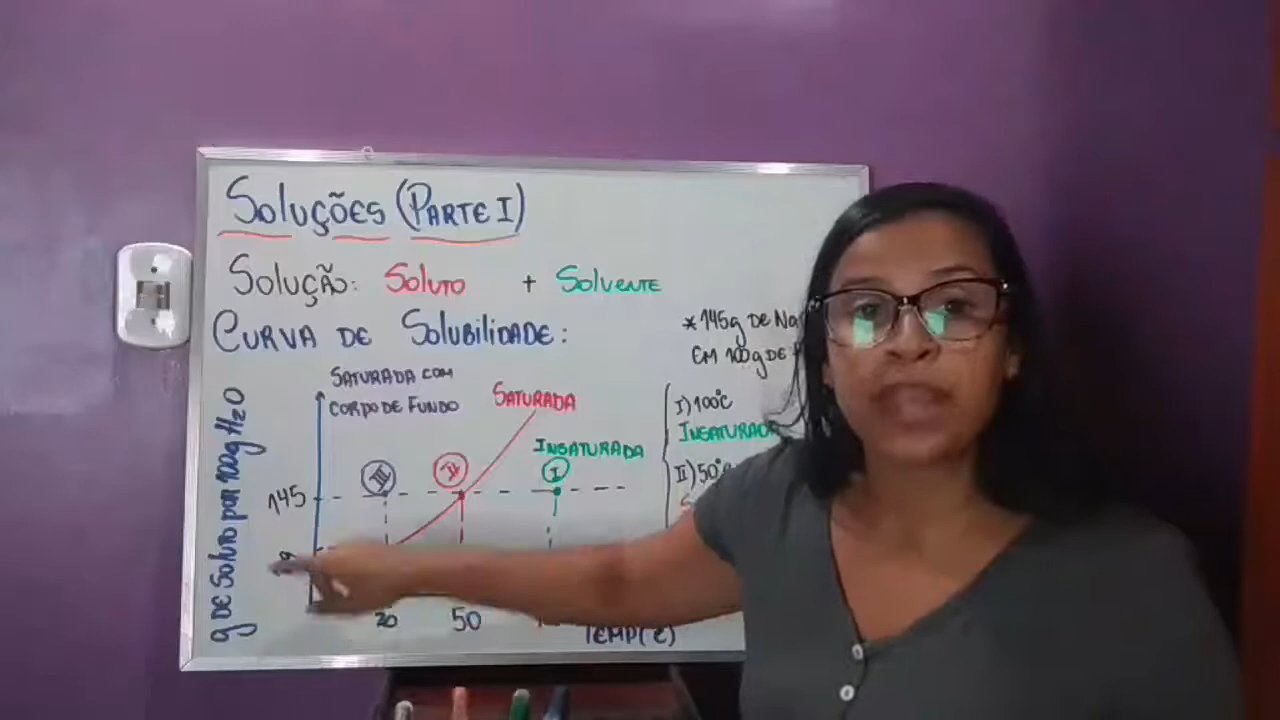 Soluções (Parte I)
Solução: Soluto + Solvente
Curva de Solubilidade:
* 145g de Na
em 100g de
Saturada com
corpo de fundo
Saturada
Insaturada
I) 100°C
Insaturada
II) 50°
g de Soluto por 100g H2O
145
III
II
I
20
50
Temp(°C)